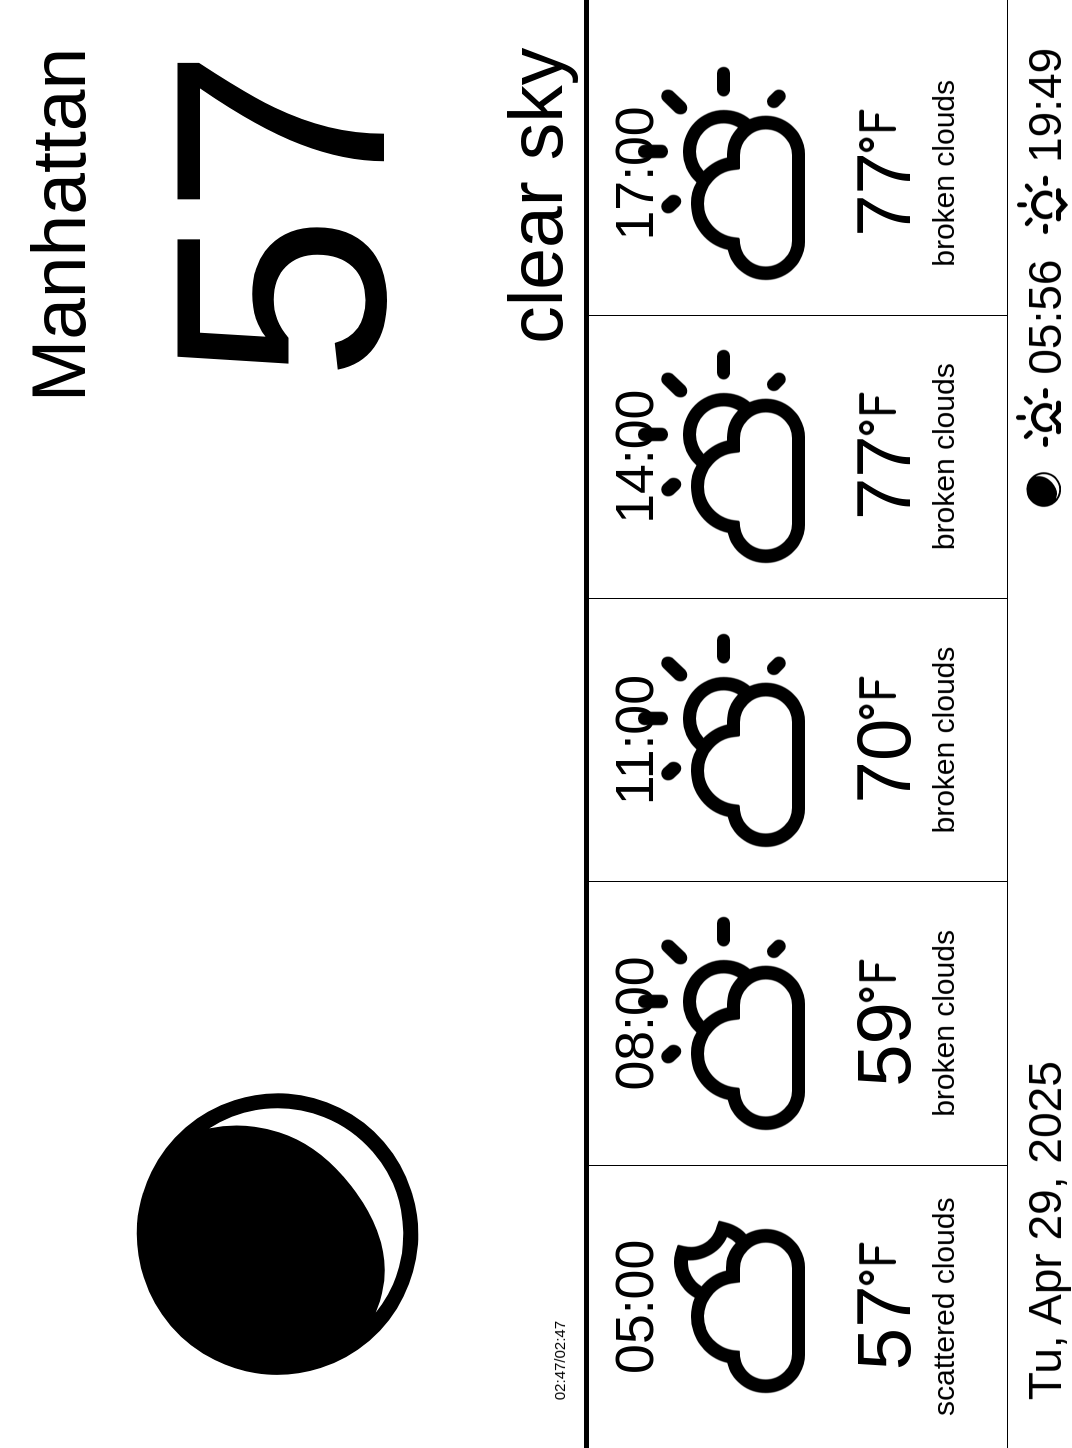 Manhattan
57
clear sky
02:47/02:47
05:00
57°F
scattered clouds
08:00
59°F
broken clouds
11:00
70°F
broken clouds
14:00
77°F
broken clouds
17:00
77°F
broken clouds
Tu, Apr 29, 2025
05:56
19:49